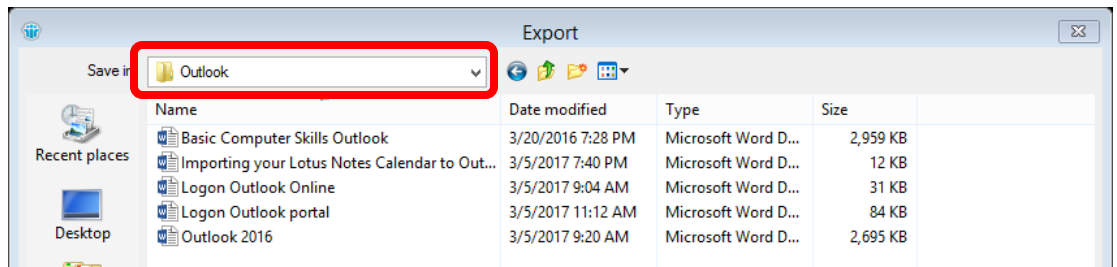 Export
Save in
Outlook
Name Date modified Type Size
Recent places
Desktop
Basic Computer Skills Outlook 3/20/2016 7:28 PM Microsoft Word D... 2,959 KB
Importing your Lotus Notes Calendar to Out... 3/5/2017 7:40 PM Microsoft Word D... 12 KB
Logon Outlook Online 3/5/2017 9:04 AM Microsoft Word D... 31 KB
Logon Outlook portal 3/5/2017 11:12 AM Microsoft Word D... 84 KB
Outlook 2016 3/5/2017 9:20 AM Microsoft Word D... 2,695 KB